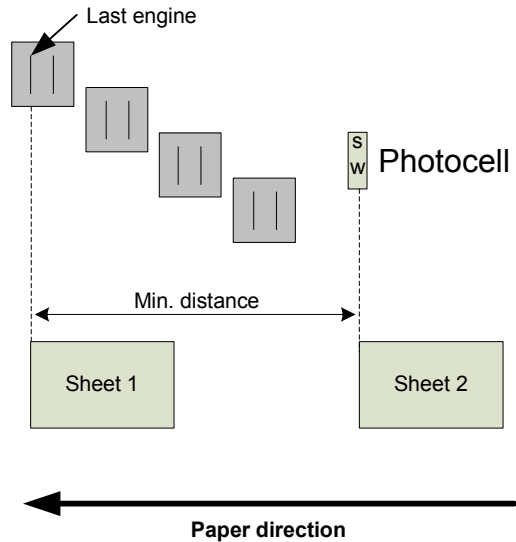 Last engine
S
W
Photocell
Min. distance
Sheet 1
Sheet 2
Paper direction